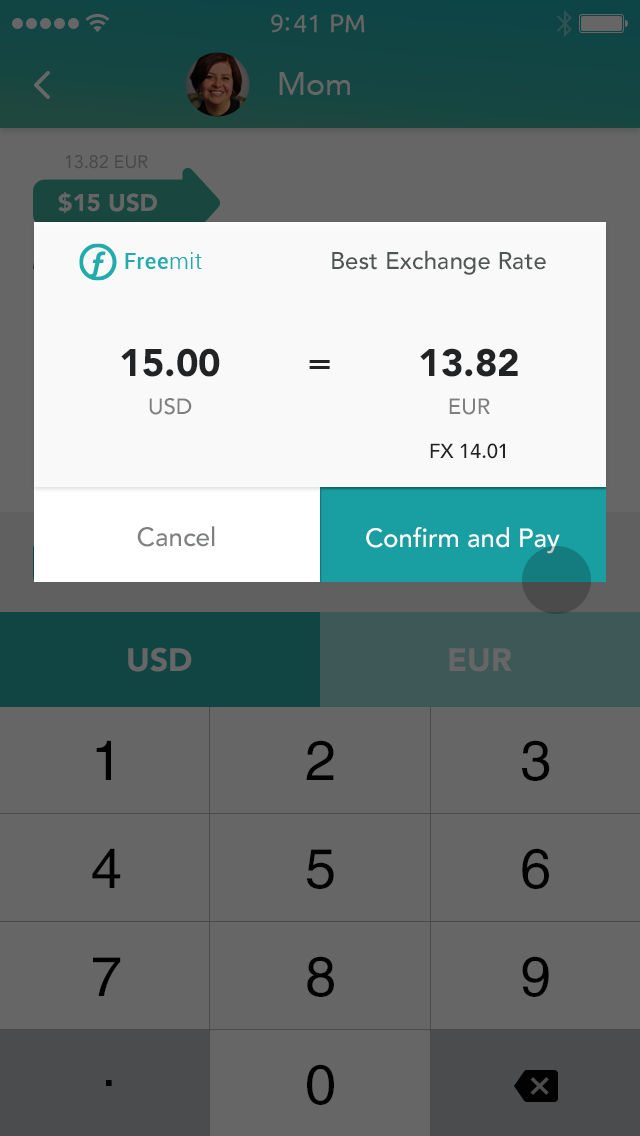 9:41 PM
Mom
13.82 EUR
$15 USD
Freemit
Best Exchange Rate
15.00 = 13.82
USD
EUR
FX 14.01
Cancel
Confirm and Pay
USD
EUR
1 2 3
4 5 6
7 8 9
. 0